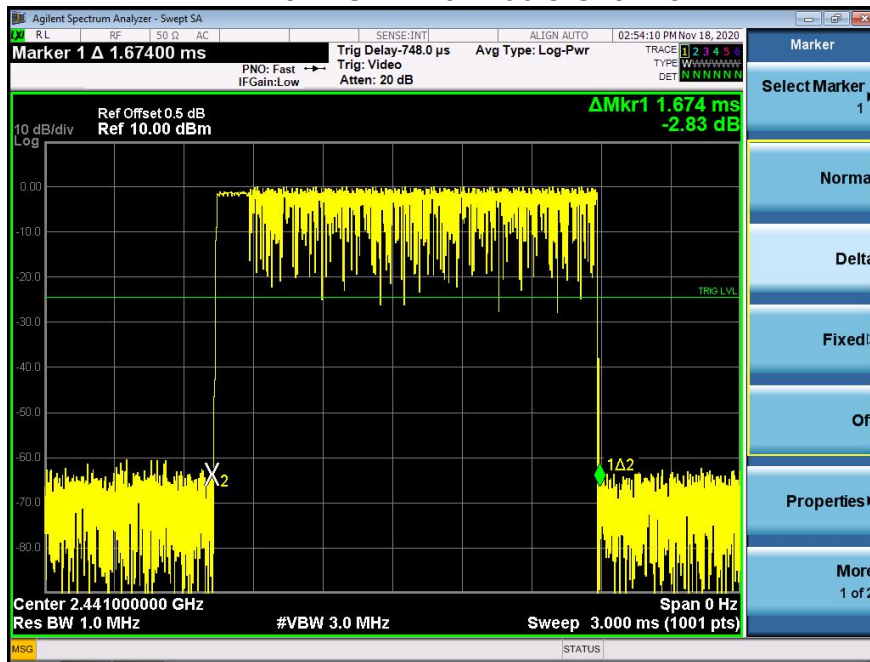 Agilent Spectrum Analyzer - Swept SA
LXI RL RF 50 Ω AC SENSE:INT ALIGN AUTO 02:54:10 PM Nov 18, 2020
Marker 1 Δ 1.67400 ms
PNO: Fast
IFGain:Low
Trig Delay-748.0 µs
Trig: Video
Atten: 20 dB
Avg Type: Log-Pwr
TRACE 1 2 3 4 5 6
TYPE W
DET N N N N N N
ΔMkr1 1.674 ms
-2.83 dB
Ref Offset 0.5 dB
10 dB/div Ref 10.00 dBm
Log
0.00
-10.0
-20.0
TRIG LVL
-30.0
-40.0
-50.0
-60.0
X2
1Δ2
-70.0
-80.0
Center 2.441000000 GHz Span 0 Hz
Res BW 1.0 MHz #VBW 3.0 MHz Sweep 3.000 ms (1001 pts)
MSG STATUS
Marker
Select Marker
1
Norma
Delta
Fixed
Of
Properties
More
1 of 2